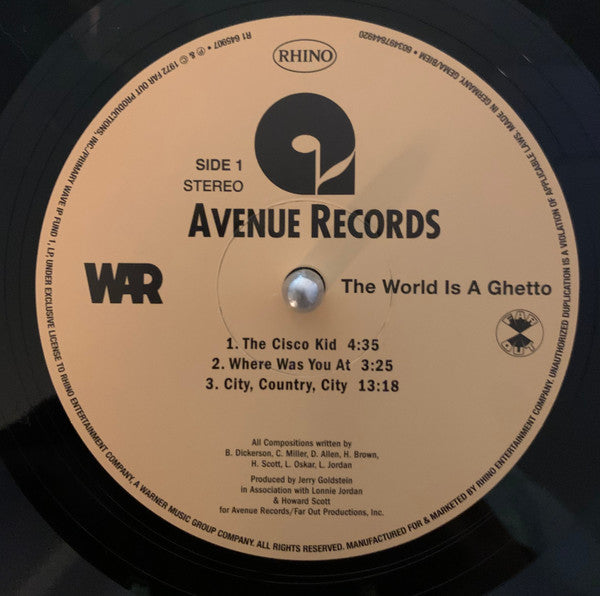 RHINO
SIDE 1
STEREO
AVENUE RECORDS
WAR
The World Is A Ghetto
FAR OUT
1. The Cisco Kid 4:35
2. Where Was You At 3:25
3. City, Country, City 13:18
All Compositions written by
B. Dickerson, C. Miller, D. Allen, H. Brown,
H. Scott, L. Oskar, L. Jordan
Produced by Jerry Goldstein
in Association with Lonnie Jordan
& Howard Scott
for Avenue Records/Far Out Productions, Inc.
R1 645907 • ℗ & © 1972 FAR OUT PRODUCTIONS, INC./PRIMARY WAVE IP FUND 1, LP, UNDER EXCLUSIVE LICENSE TO RHINO ENTERTAINMENT COMPANY, A WARNER MUSIC GROUP COMPANY. ALL RIGHTS RESERVED. MANUFACTURED FOR & MARKETED BY RHINO ENTERTAINMENT COMPANY. UNAUTHORIZED DUPLICATION IS A VIOLATION OF APPLICABLE LAWS. MADE IN GERMANY. GEMA/BIEM • 603497844920